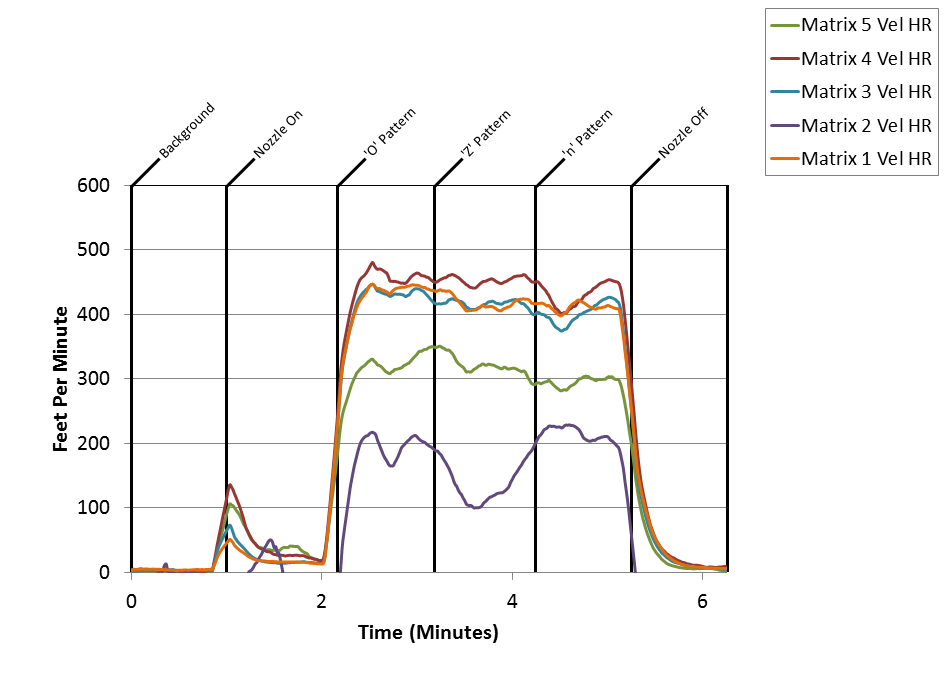 Matrix 5 Vel HR
Matrix 4 Vel HR
Matrix 3 Vel HR
Matrix 2 Vel HR
Matrix 1 Vel HR
Background
Nozzle On
'O' Pattern
'Z' Pattern
'n' Pattern
Nozzle Off
600
500
400
300
200
100
0
Feet Per Minute
0 2 4 6
Time (Minutes)